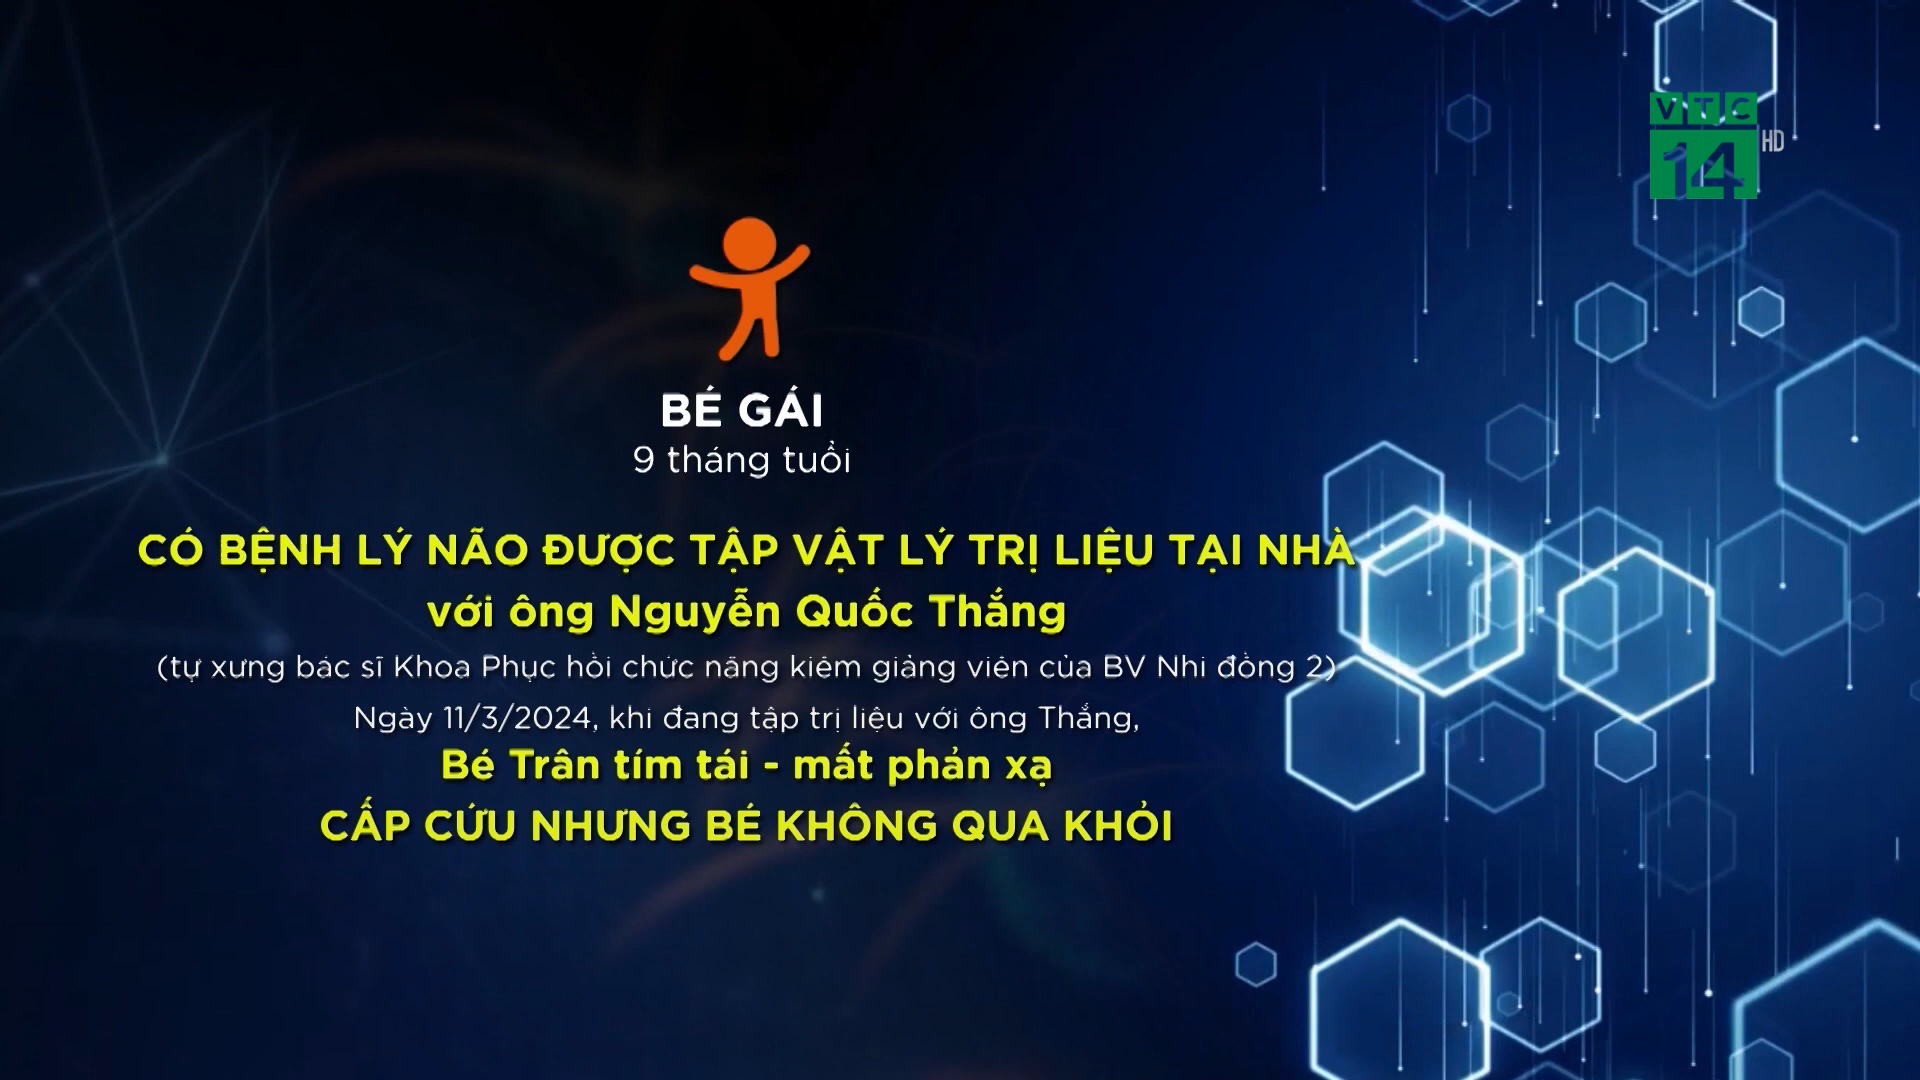 VTC
14 HD
BÉ GÁI
9 tháng tuổi
CÓ BỆNH LÝ NÃO ĐƯỢC TẬP VẬT LÝ TRỊ LIỆU TẠI NHÀ
với ông Nguyễn Quốc Thắng
(tự xưng bác sĩ Khoa Phục hồi chức năng kiêm giảng viên của BV Nhi đồng 2)
Ngày 11/3/2024, khi đang tập trị liệu với ông Thắng,
Bé Trân tím tái - mất phản xạ
CẤP CỨU NHƯNG BÉ KHÔNG QUA KHỎI